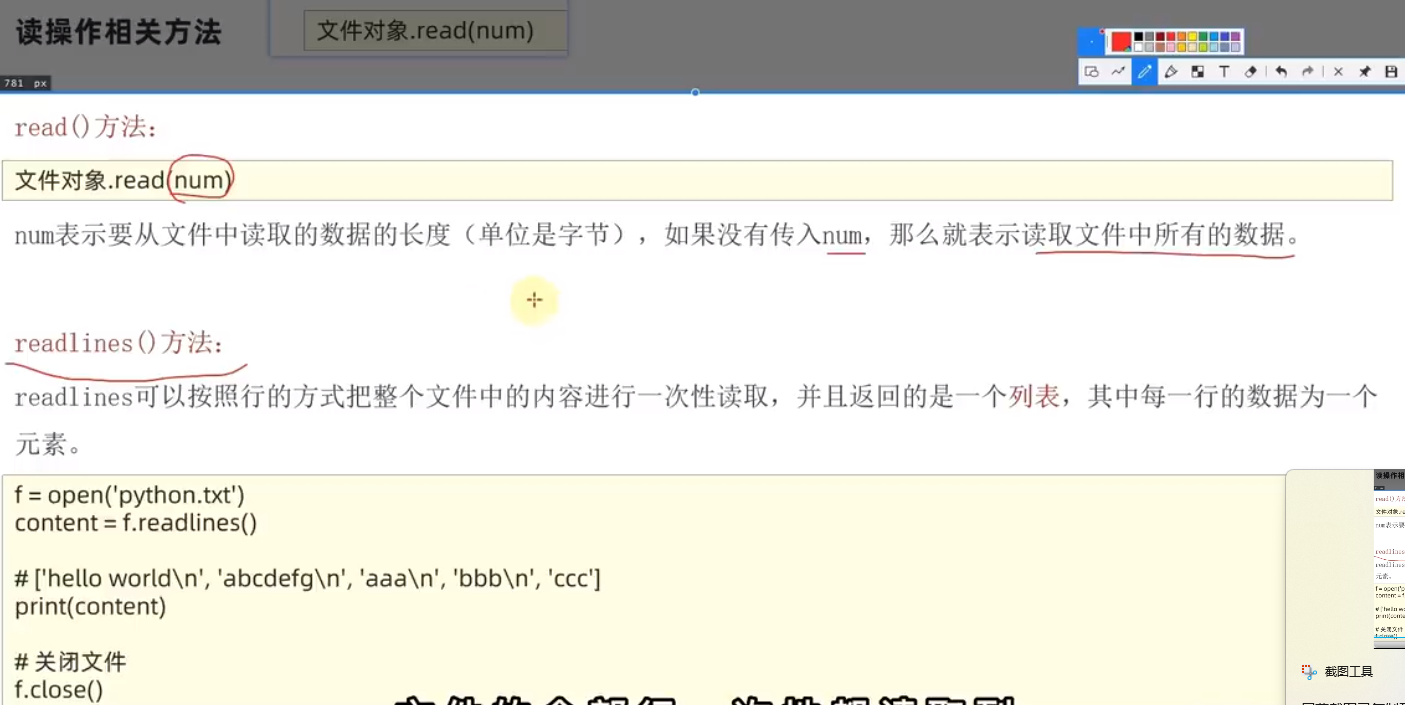 读操作相关方法
文件对象.read(num)
781 px
read()方法：
文件对象.read(num)
num表示要从文件中读取的数据的长度（单位是字节），如果没有传入num，那么就表示读取文件中所有的数据。
readlines()方法：
readlines可以按照行的方式把整个文件中的内容进行一次性读取，并且返回的是一个列表，其中每一行的数据为一个
元素。
f = open('python.txt')
content = f.readlines()
# ['hello world\n', 'abcdefg\n', 'aaa\n', 'bbb\n', 'ccc']
print(content)
# 关闭文件
f.close()
截图工具